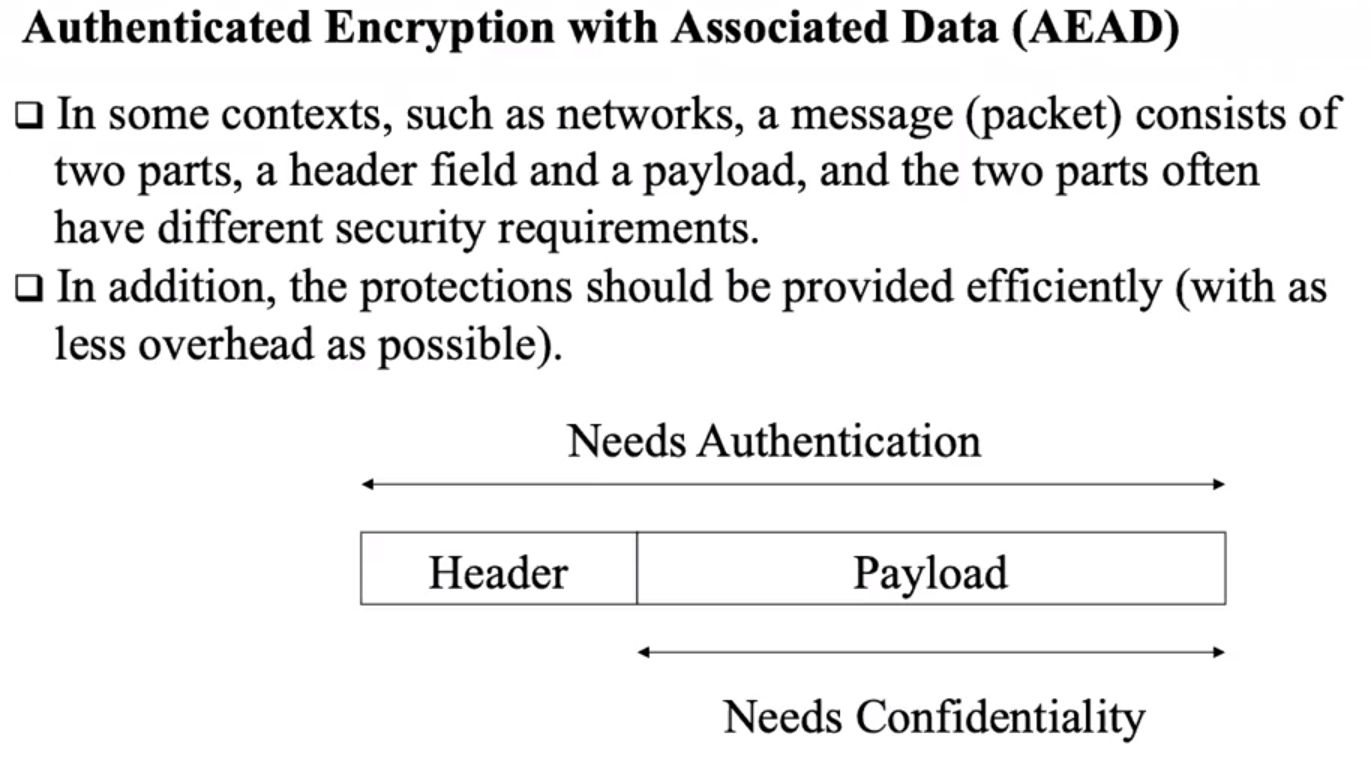 Authenticated Encryption with Associated Data (AEAD)
❑ In some contexts, such as networks, a message (packet) consists of
two parts, a header field and a payload, and the two parts often
have different security requirements.
❑ In addition, the protections should be provided efficiently (with as
less overhead as possible).
Needs Authentication
Header Payload
Needs Confidentiality